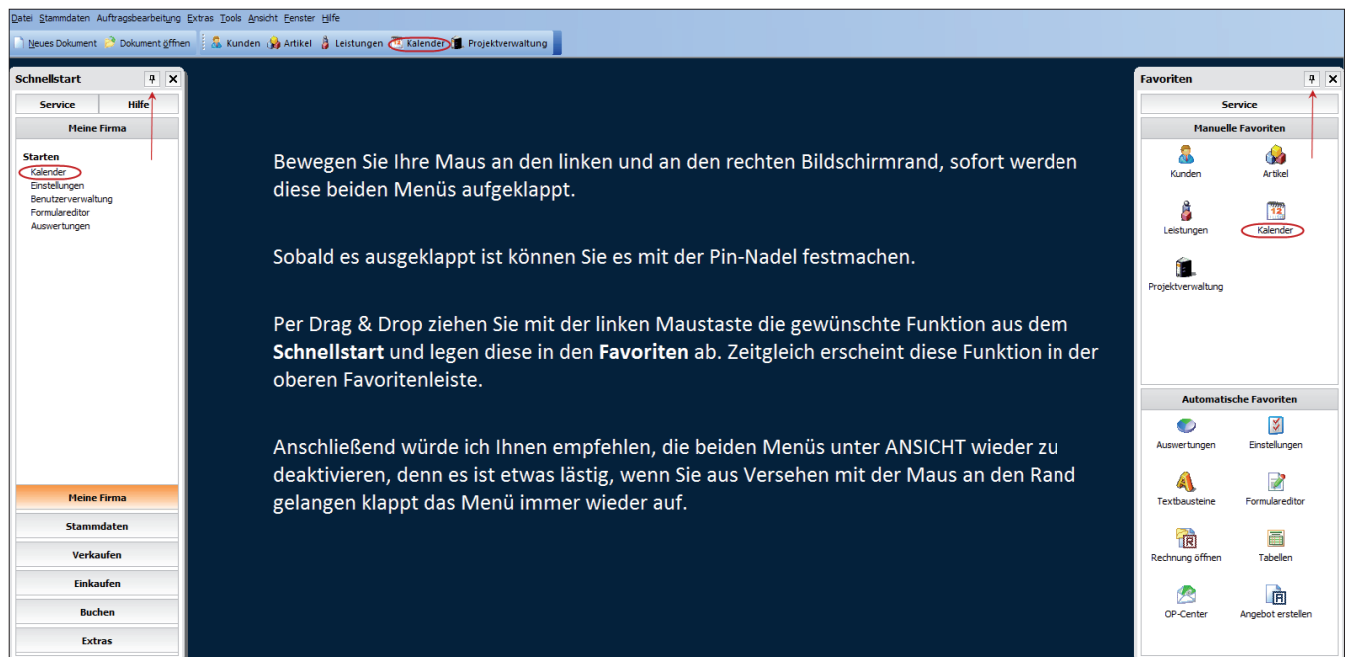 Datei Stammdaten Auftragsbearbeitung Extras Tools Ansicht Fenster Hilfe
Neues Dokument Dokument öffnen Kunden Artikel Leistungen Kalender Projektverwaltung
Schnellstart
Service Hilfe
Meine Firma
Starten
Kalender
Einstellungen
Benutzerverwaltung
Formulareditor
Auswertungen
Meine Firma
Stammdaten
Verkaufen
Einkaufen
Buchen
Extras
Bewegen Sie Ihre Maus an den linken und an den rechten Bildschirmrand, sofort werden
diese beiden Menüs aufgeklappt.
Sobald es ausgeklappt ist können Sie es mit der Pin-Nadel festmachen.
Per Drag & Drop ziehen Sie mit der linken Maustaste die gewünschte Funktion aus dem
Schnellstart und legen diese in den Favoriten ab. Zeitgleich erscheint diese Funktion in der
oberen Favoritenleiste.
Anschließend würde ich Ihnen empfehlen, die beiden Menüs unter ANSICHT wieder zu
deaktivieren, denn es ist etwas lästig, wenn Sie aus Versehen mit der Maus an den Rand
gelangen klappt das Menü immer wieder auf.
Favoriten
Service
Manuelle Favoriten
Kunden Artikel
12
Leistungen Kalender
Projektverwaltung
Automatische Favoriten
Auswertungen Einstellungen
Textbausteine Formulareditor
R
Rechnung öffnen Tabellen
A
OP-Center Angebot erstellen